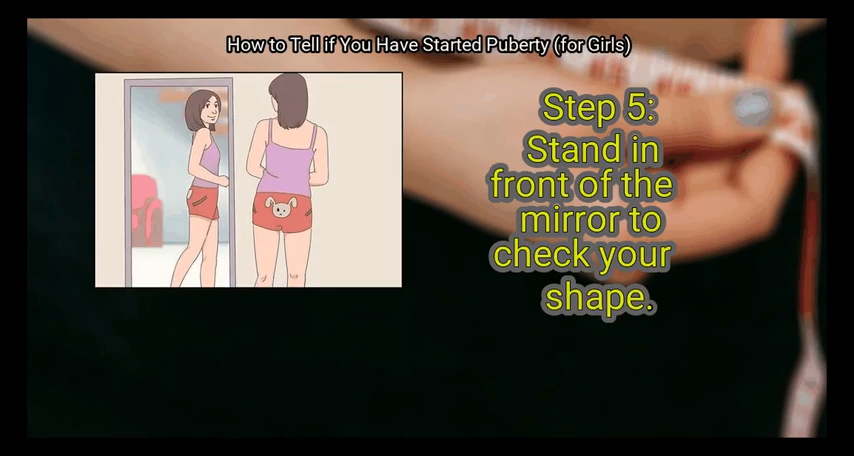 How to Tell if You Have Started Puberty (for Girls)
Step 5:
Stand in
front of the
mirror to
check your
shape.